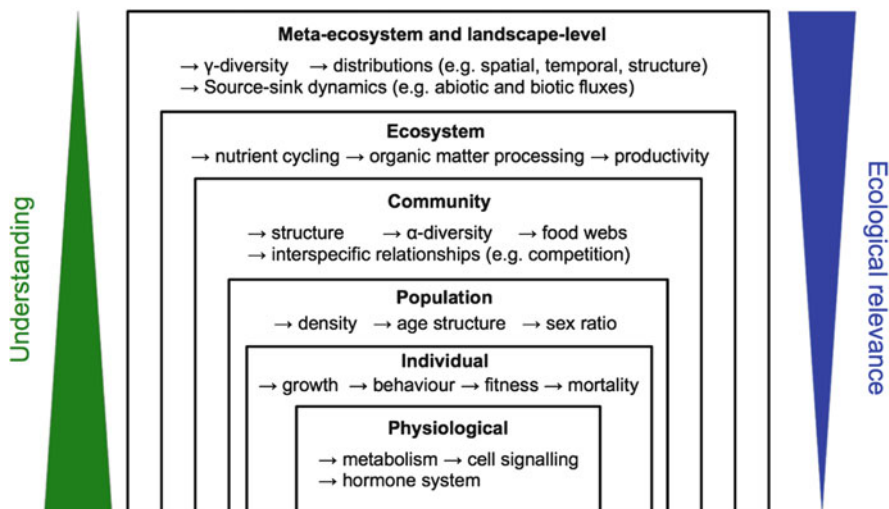 Meta-ecosystem and landscape-level
→ γ-diversity → distributions (e.g. spatial, temporal, structure)
→ Source-sink dynamics (e.g. abiotic and biotic fluxes)
Ecosystem
→ nutrient cycling → organic matter processing → productivity
Community
→ structure → α-diversity → food webs
→ interspecific relationships (e.g. competition)
Population
→ density → age structure → sex ratio
Individual
→ growth → behaviour → fitness → mortality
Physiological
→ metabolism → cell signalling
→ hormone system
Understanding
Ecological relevance